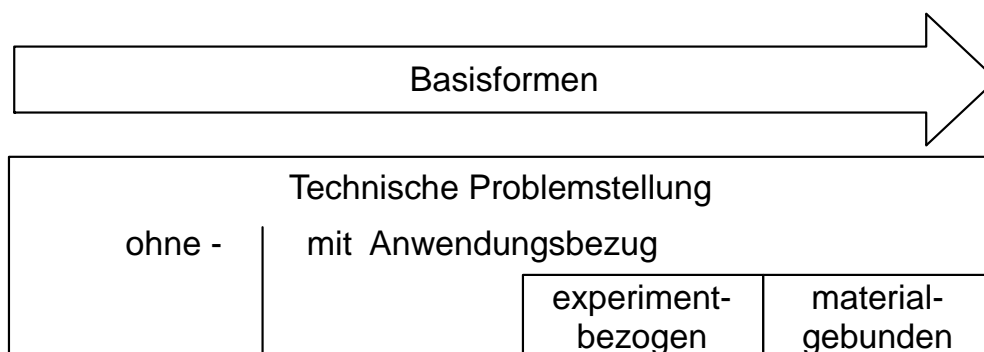 Basisformen
Technische Problemstellung
ohne - mit Anwendungsbezug
experiment-
bezogen
material-
gebunden